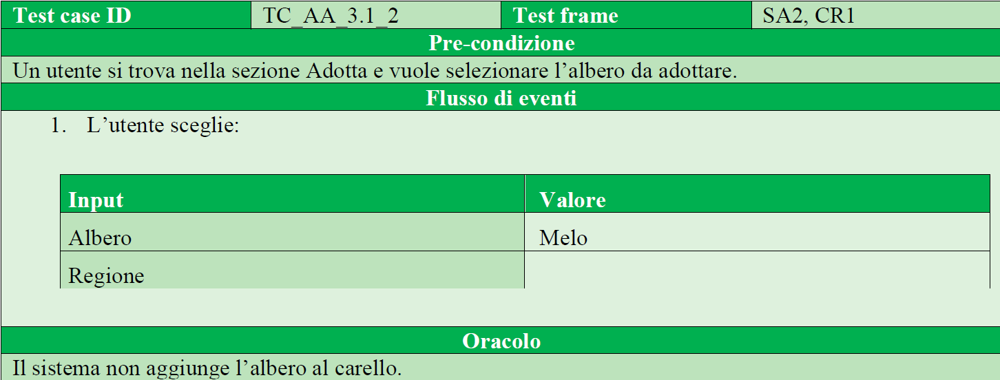 Test case ID TC_AA_3.1_2 Test frame SA2, CR1
Pre-condizione
Un utente si trova nella sezione Adotta e vuole selezionare l’albero da adottare.
Flusso di eventi
1. L’utente sceglie:
Input Valore
Albero Melo
Regione
Oracolo
Il sistema non aggiunge l’albero al carello.